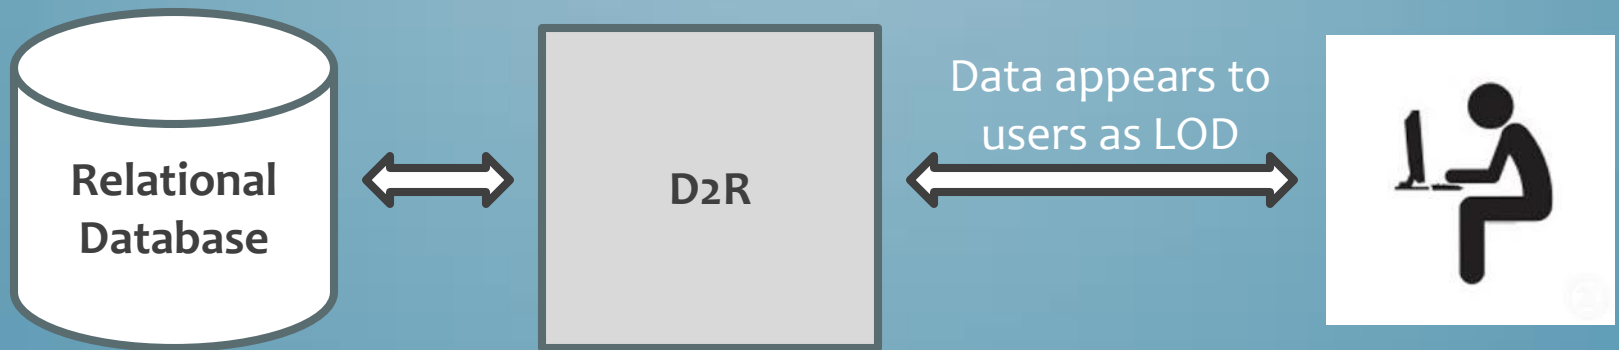 Relational
Database
D2R
Data appears to
users as LOD